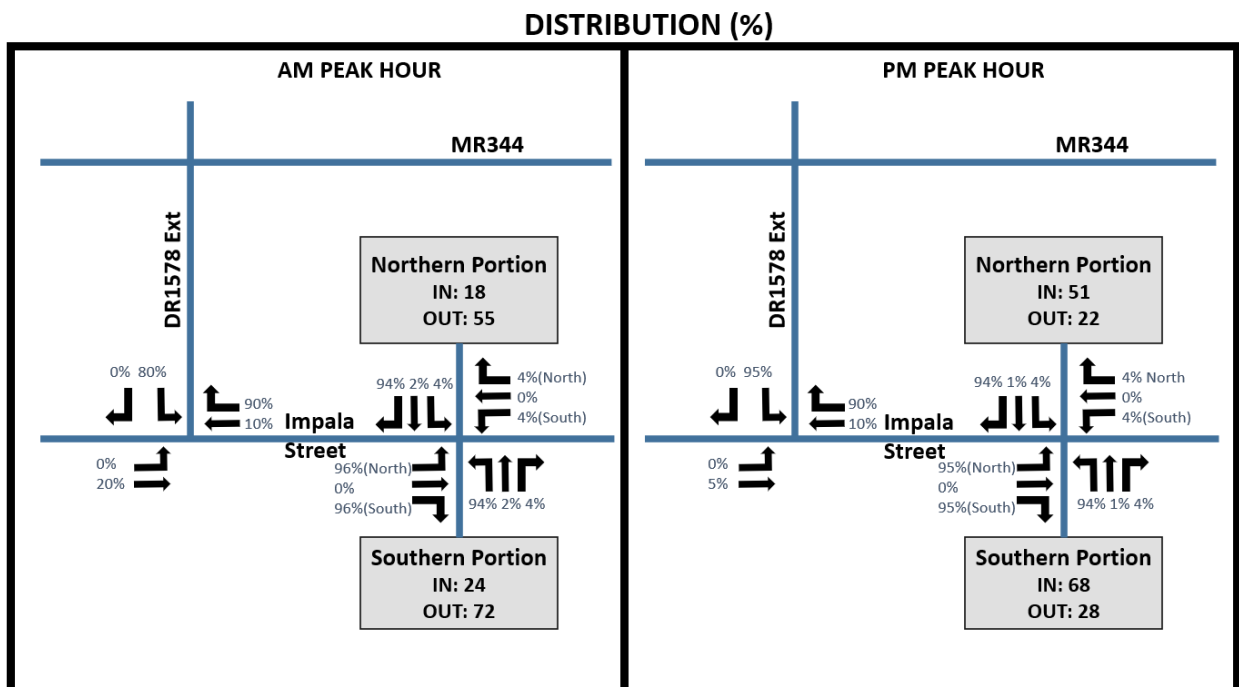 DISTRIBUTION (%)
AM PEAK HOUR
MR344
DR1578 Ext
Northern Portion
IN: 18
OUT: 55
0% 80%
90%
10%
Impala
Street
94% 2% 4%
4%(North)
0%
4%(South)
0%
20%
96%(North)
0%
96%(South)
94% 2% 4%
Southern Portion
IN: 24
OUT: 72
PM PEAK HOUR
MR344
DR1578 Ext
Northern Portion
IN: 51
OUT: 22
0% 95%
90%
10%
Impala
Street
94% 1% 4%
4% North
0%
4%(South)
0%
5%
95%(North)
0%
95%(South)
94% 1% 4%
Southern Portion
IN: 68
OUT: 28